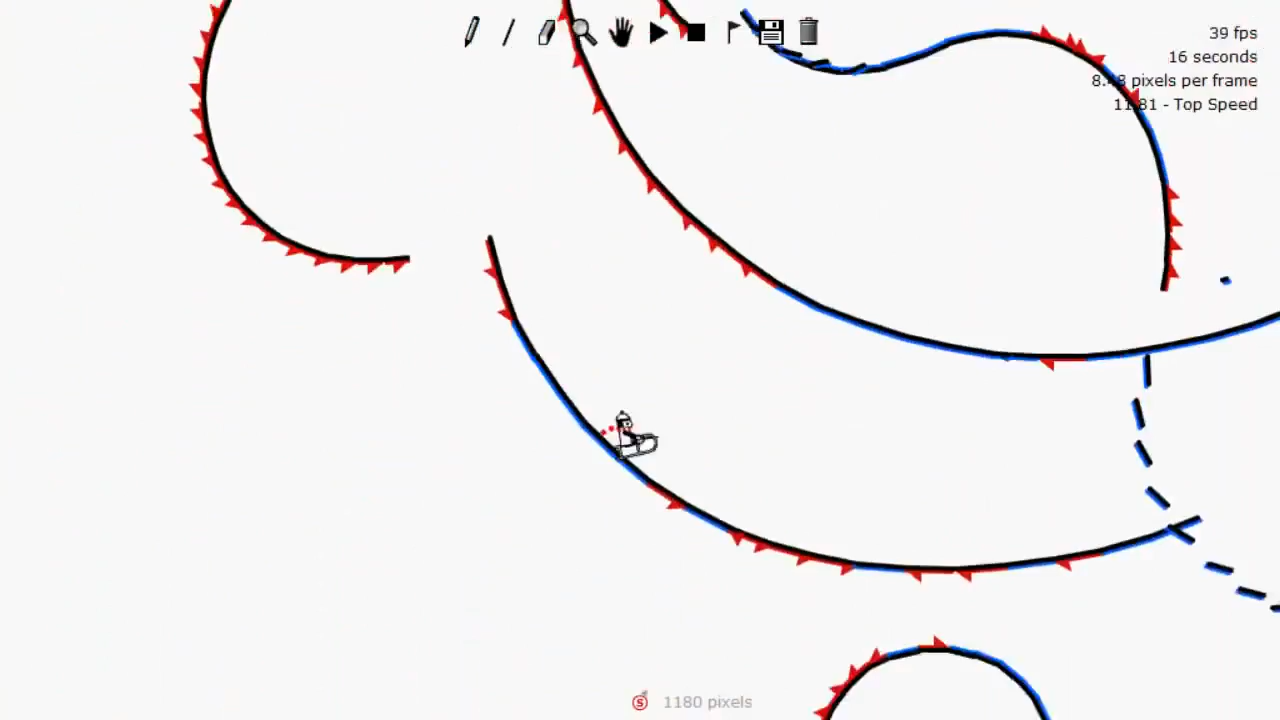 39 fps
16 seconds
pixels per frame
- Top Speed
1180 pixels